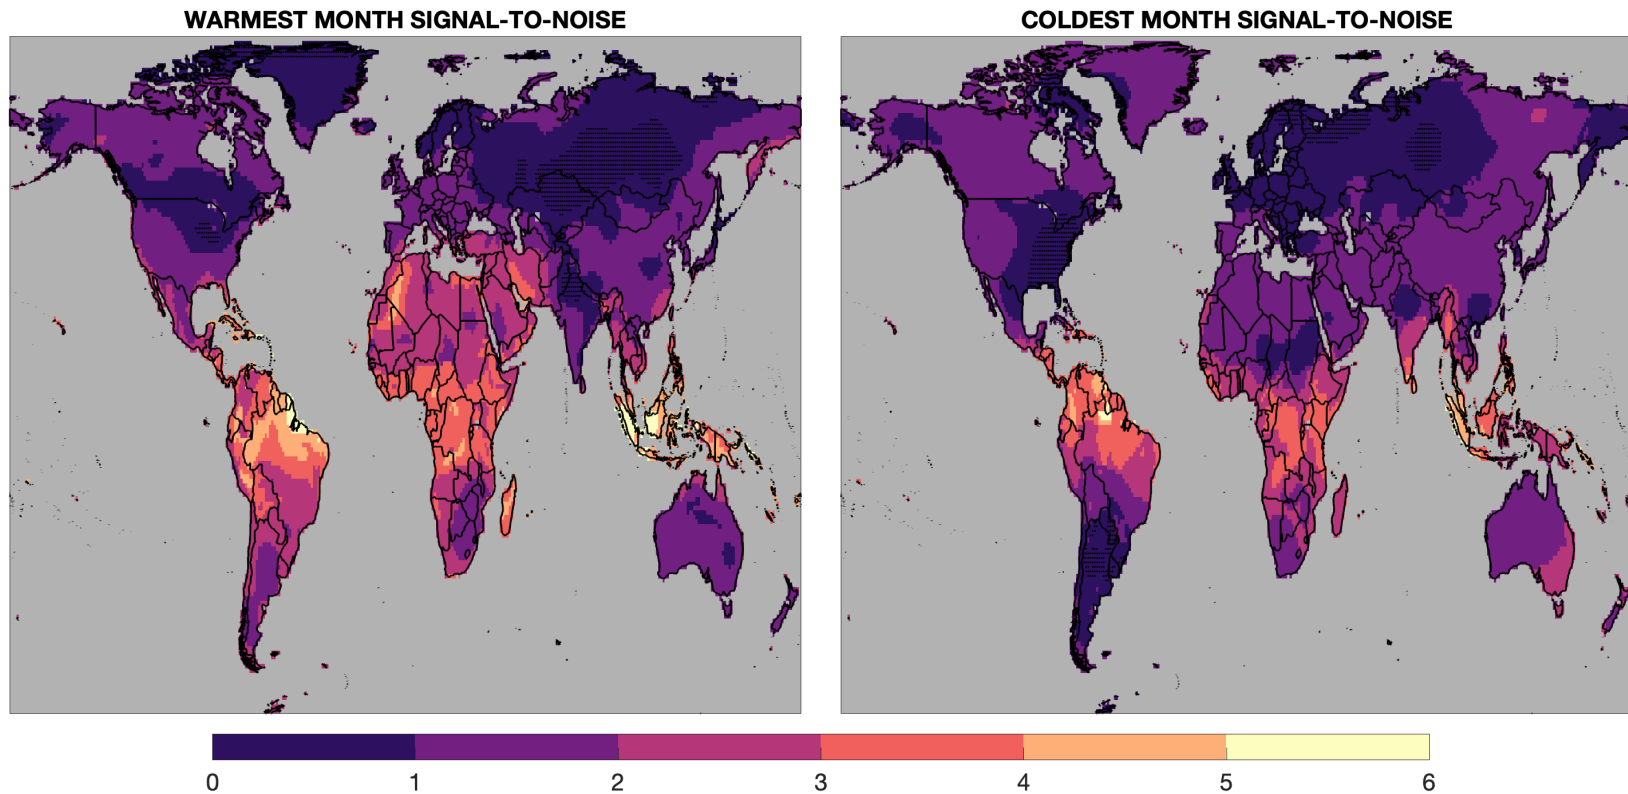 WARMEST MONTH SIGNAL-TO-NOISE
COLDEST MONTH SIGNAL-TO-NOISE
0 1 2 3 4 5 6